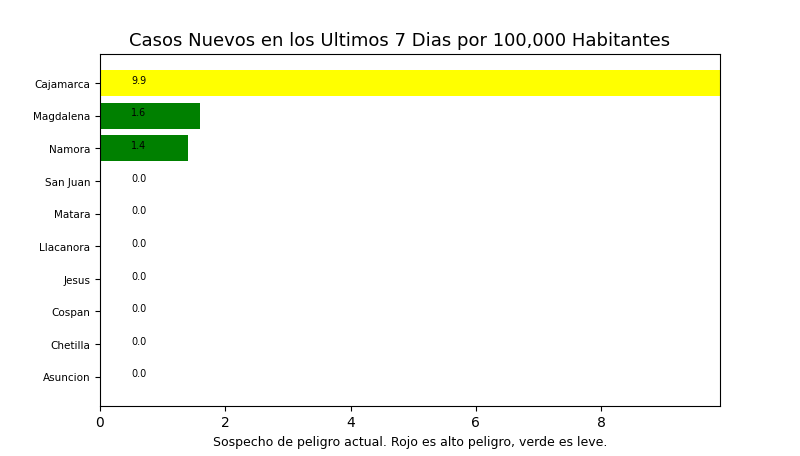 Casos Nuevos en los Ultimos 7 Dias por 100,000 Habitantes
Cajamarca 9.9
Magdalena 1.6
Namora 1.4
San Juan 0.0
Matara 0.0
Llacanora 0.0
Jesus 0.0
Cospan 0.0
Chetilla 0.0
Asuncion 0.0
0 2 4 6 8
Sospecho de peligro actual. Rojo es alto peligro, verde es leve.